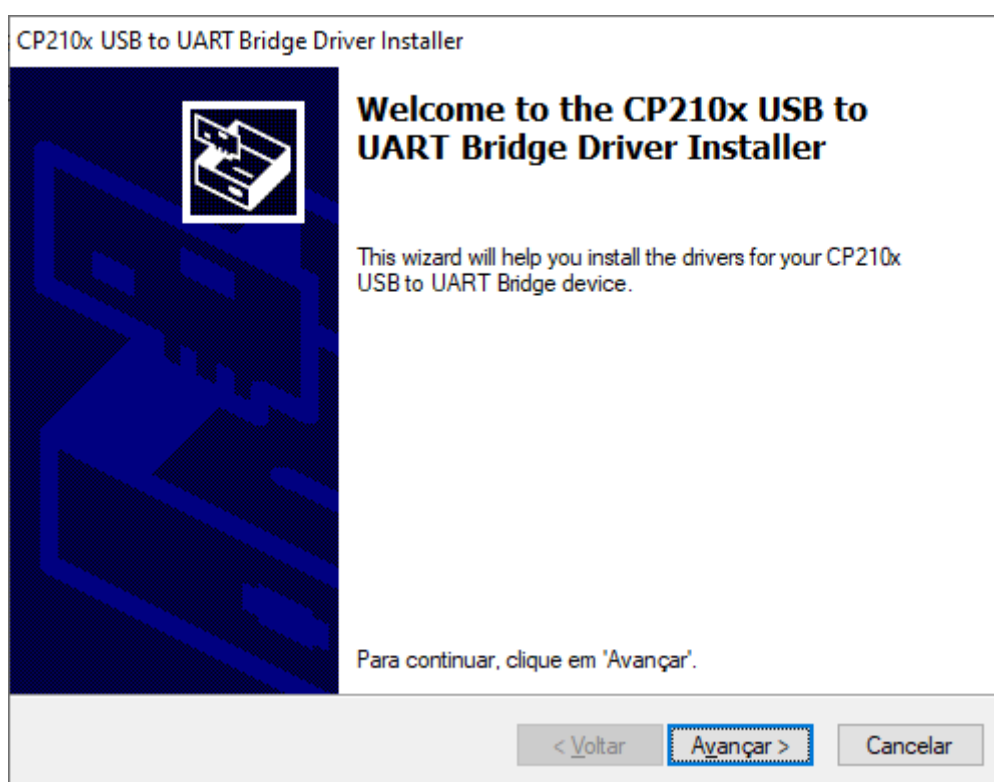 CP210x USB to UART Bridge Driver Installer
Welcome to the CP210x USB to
UART Bridge Driver Installer
This wizard will help you install the drivers for your CP210x
USB to UART Bridge device.
Para continuar, clique em 'Avançar'.
< Voltar
Avançar >
Cancelar